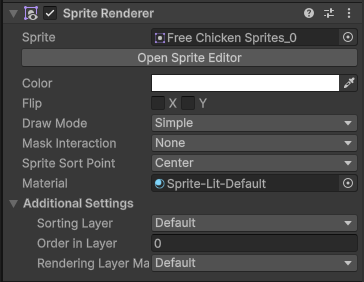 Sprite Renderer
Sprite Free Chicken Sprites_0
Open Sprite Editor
Color
Flip X Y
Draw Mode Simple
Mask Interaction None
Sprite Sort Point Center
Material Sprite-Lit-Default
Additional Settings
Sorting Layer Default
Order in Layer 0
Rendering Layer Ma Default